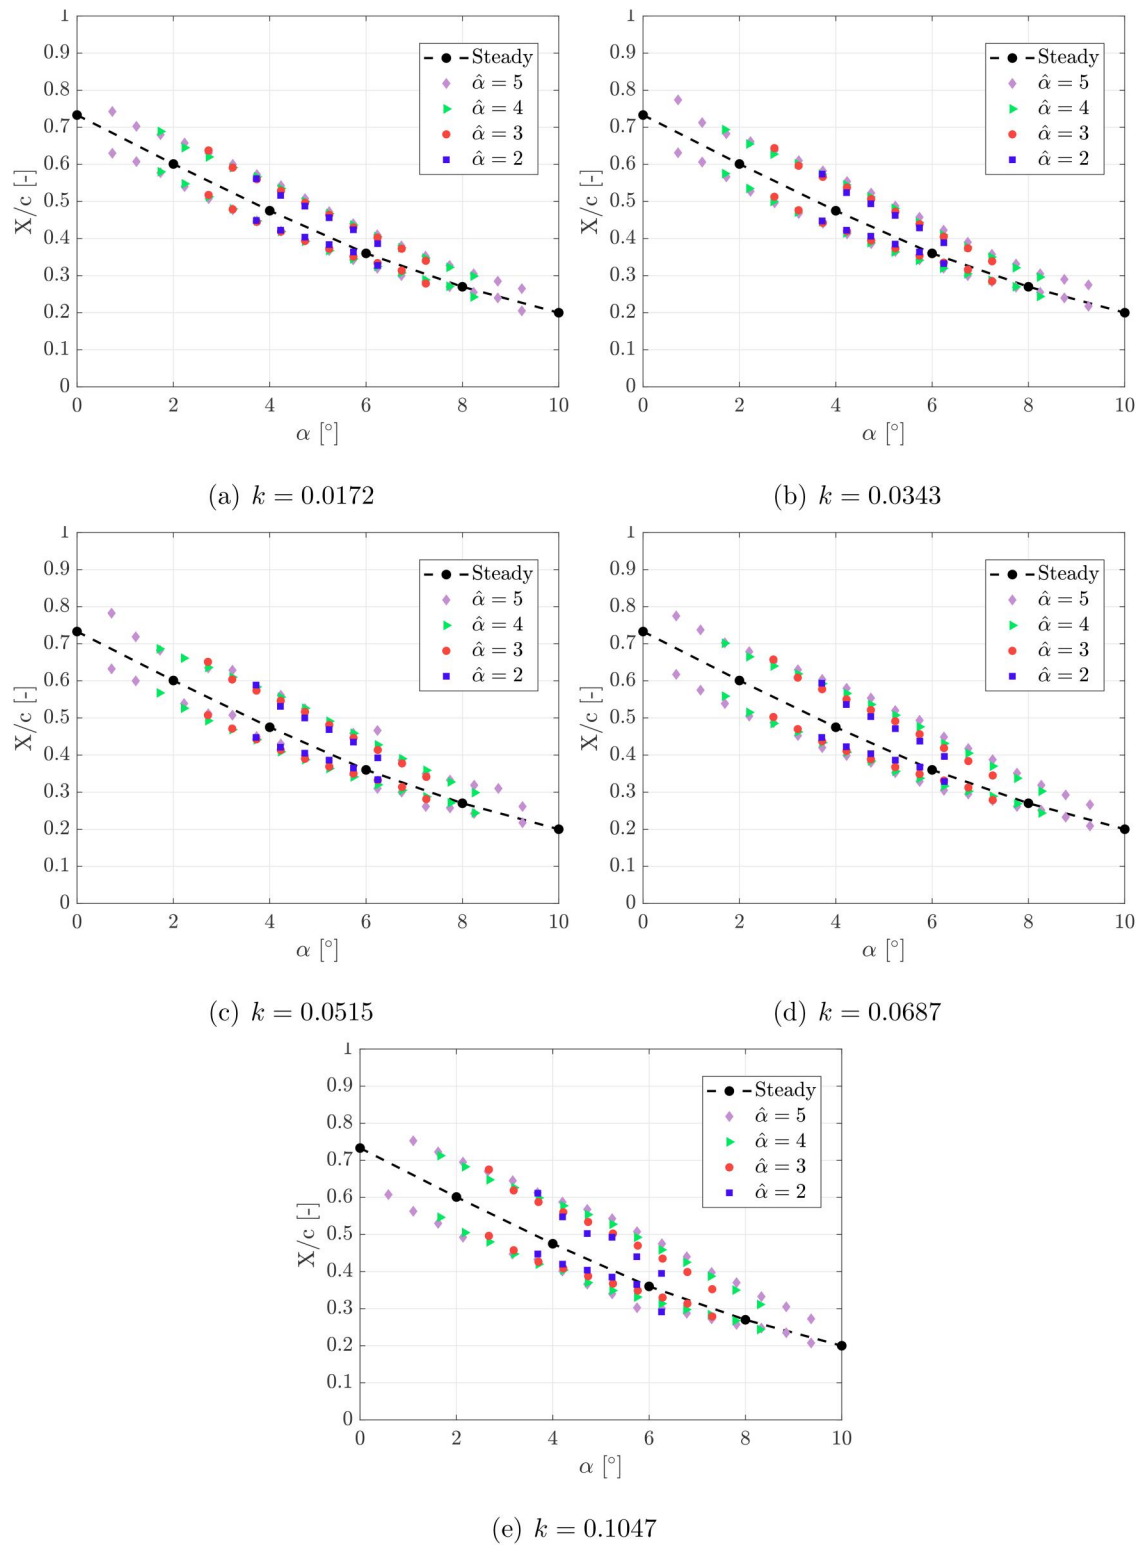 1
0.9
0.8
0.7
0.6
0.5
0.4
0.3
0.2
0.1
0
X/c [-]
0 2 4 6 8 10
α [°]
Steady
α̂ = 5
α̂ = 4
α̂ = 3
α̂ = 2
(a) k = 0.0172
1
0.9
0.8
0.7
0.6
0.5
0.4
0.3
0.2
0.1
0
X/c [-]
0 2 4 6 8 10
α [°]
Steady
α̂ = 5
α̂ = 4
α̂ = 3
α̂ = 2
(b) k = 0.0343
1
0.9
0.8
0.7
0.6
0.5
0.4
0.3
0.2
0.1
0
X/c [-]
0 2 4 6 8 10
α [°]
Steady
α̂ = 5
α̂ = 4
α̂ = 3
α̂ = 2
(c) k = 0.0515
1
0.9
0.8
0.7
0.6
0.5
0.4
0.3
0.2
0.1
0
X/c [-]
0 2 4 6 8 10
α [°]
Steady
α̂ = 5
α̂ = 4
α̂ = 3
α̂ = 2
(d) k = 0.0687
1
0.9
0.8
0.7
0.6
0.5
0.4
0.3
0.2
0.1
0
X/c [-]
0 2 4 6 8 10
α [°]
Steady
α̂ = 5
α̂ = 4
α̂ = 3
α̂ = 2
(e) k = 0.1047